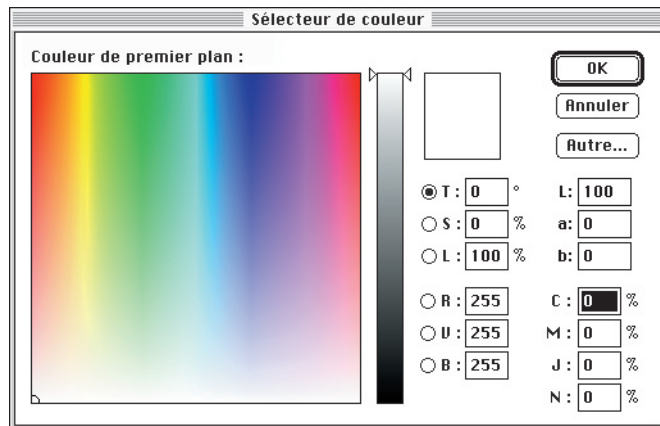 Sélecteur de couleur
Couleur de premier plan :
OK
Annuler
Autre...
T : 0 °
S : 0 %
L : 100 %
R : 255
V : 255
B : 255
L: 100
a: 0
b: 0
C : 0 %
M : 0 %
J : 0 %
N : 0 %